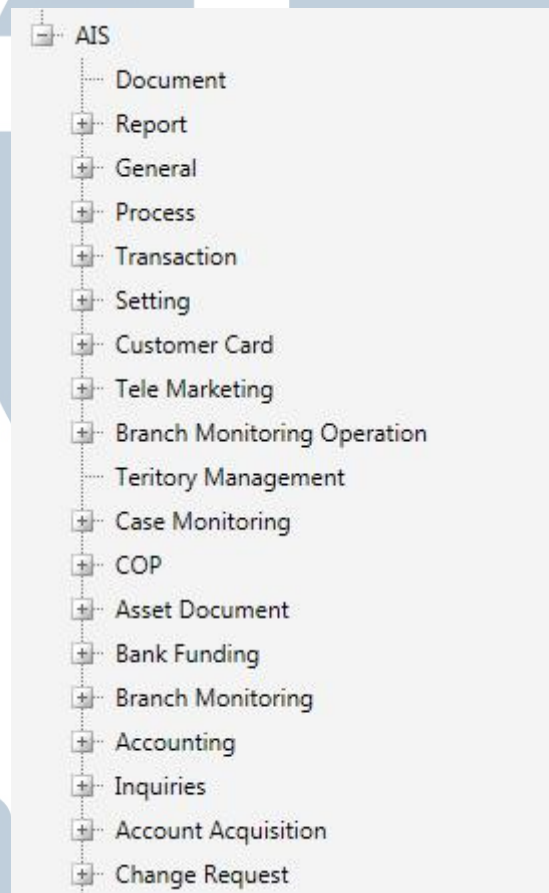 AIS
Document
Report
General
Process
Transaction
Setting
Customer Card
Tele Marketing
Branch Monitoring Operation
Teritory Management
Case Monitoring
COP
Asset Document
Bank Funding
Branch Monitoring
Accounting
Inquiries
Account Acquisition
Change Request